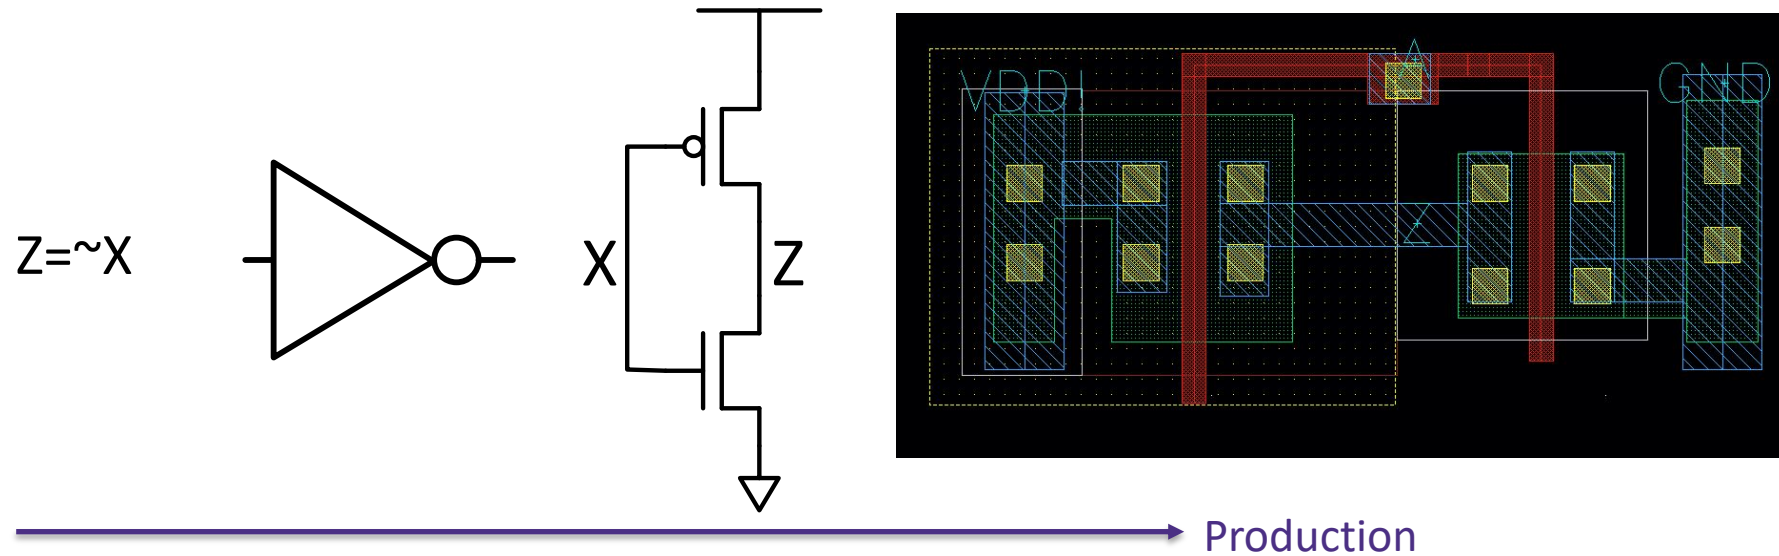 Z=~X
X
Z
VDD!
A
GND
Z
Production